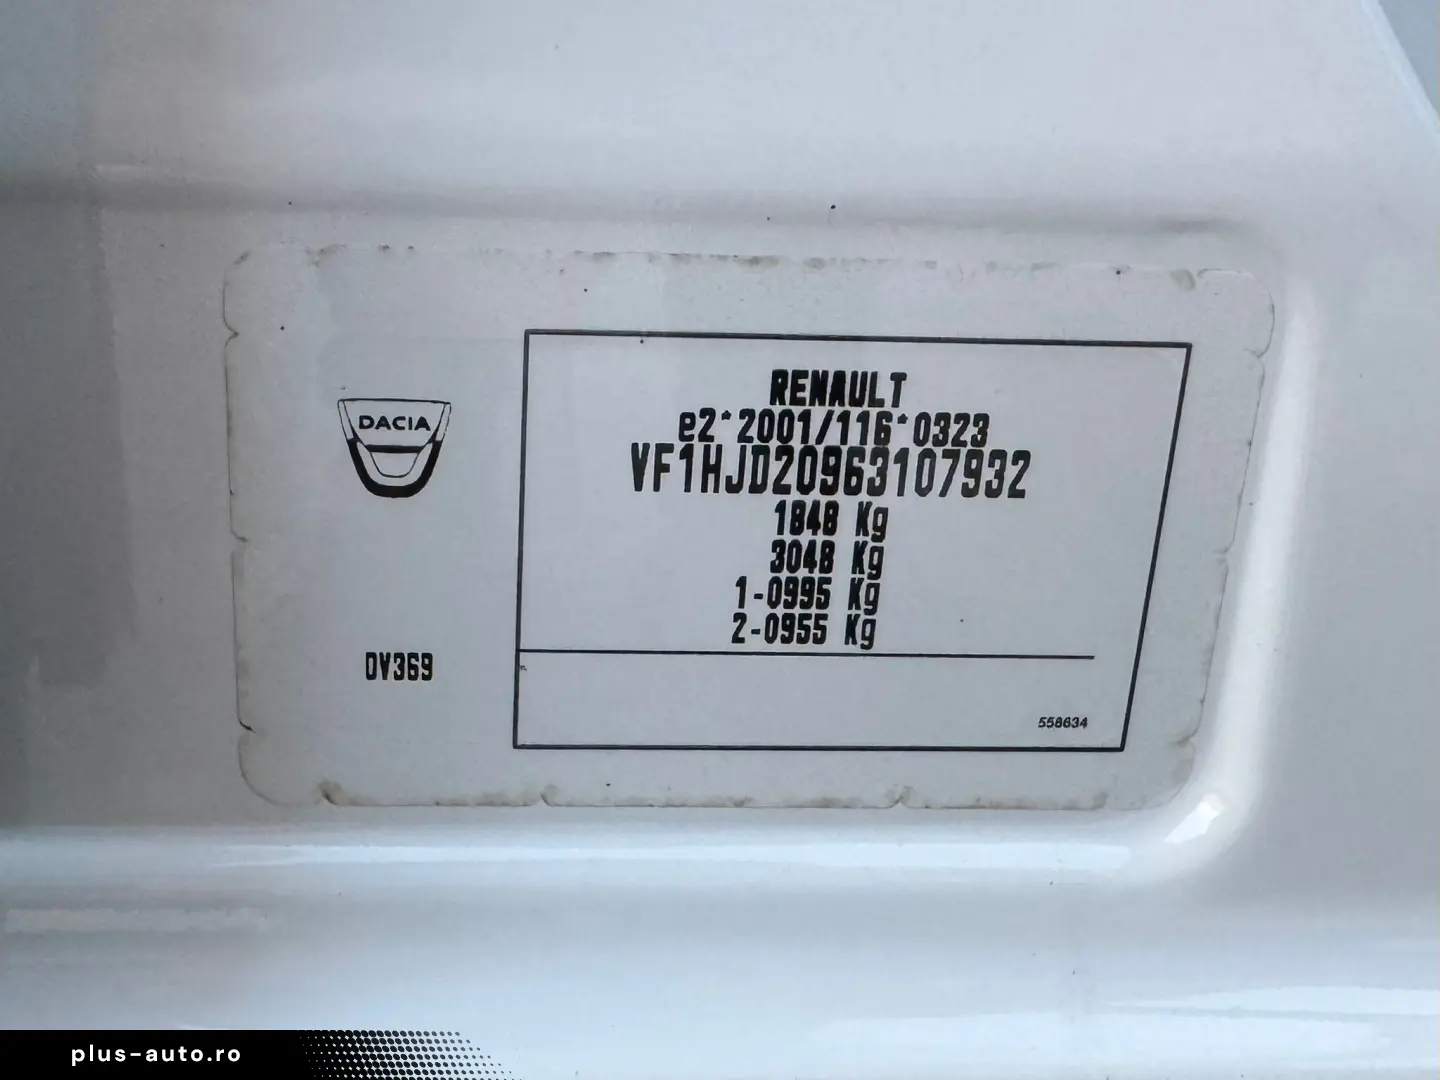 DACIA
RENAULT
e2*2001/116*0323
VF1HJD20963107932
1848 Kg
3048 Kg
1-0995 Kg
2-0955 Kg
DV369
558634
plus-auto.ro